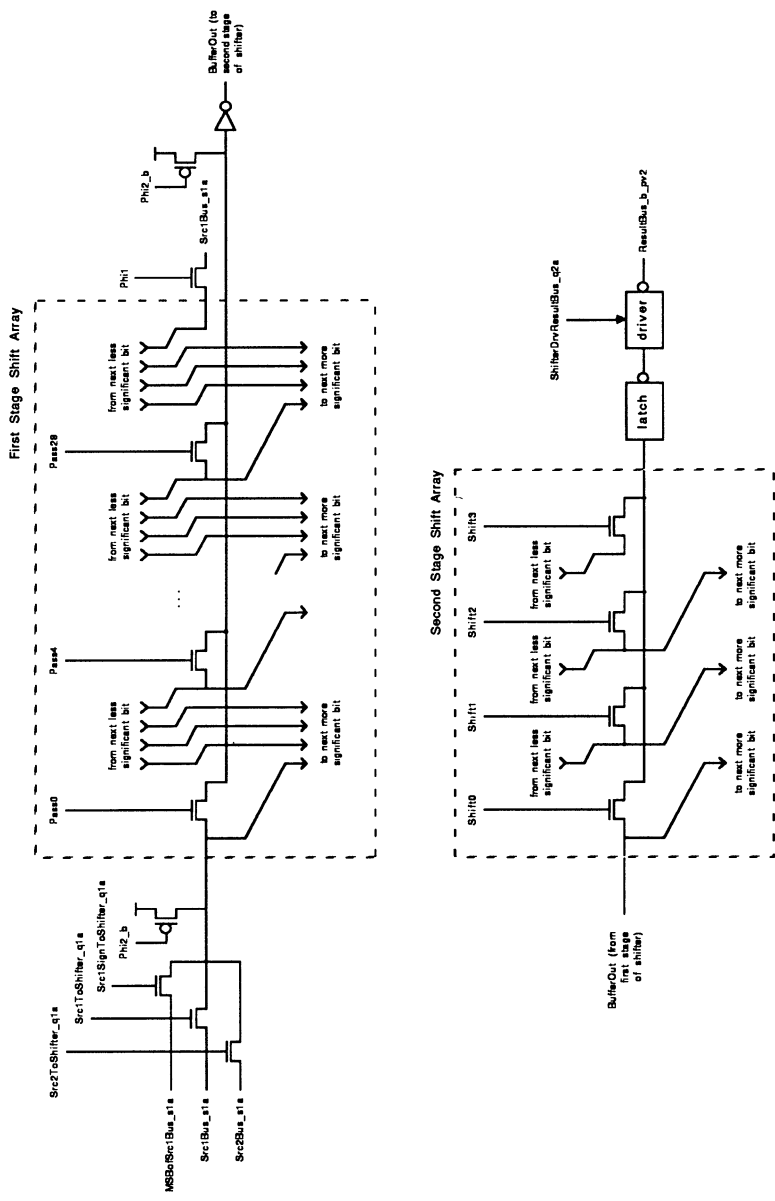 First Stage Shift Array
Src2ToShifter_q1a
Src1ToShifter_q1a
Src1SignToShifter_q1a
Phi2_b
MSBofSrc1Bus_s1a
Src1Bus_s1a
Src2Bus_s1a
Pass0
from next less
significant bit
to next more
significant bit
Pass4
...
from next less
significant bit
to next more
significant bit
Pass28
from next less
significant bit
to next more
significant bit
Phi1
Src1Bus_s1a
Phi2_b
BufferOut (to
second stage
of shifter)
Second Stage Shift Array
BufferOut (from
first stage
of shifter)
Shift0
to next more
significant bit
from next less
significant bit
Shift1
to next more
significant bit
from next less
significant bit
Shift2
to next more
significant bit
from next less
significant bit
Shift3
latch
driver
ShifterDrvResultBus_q2a
ResultBus_b_pv2